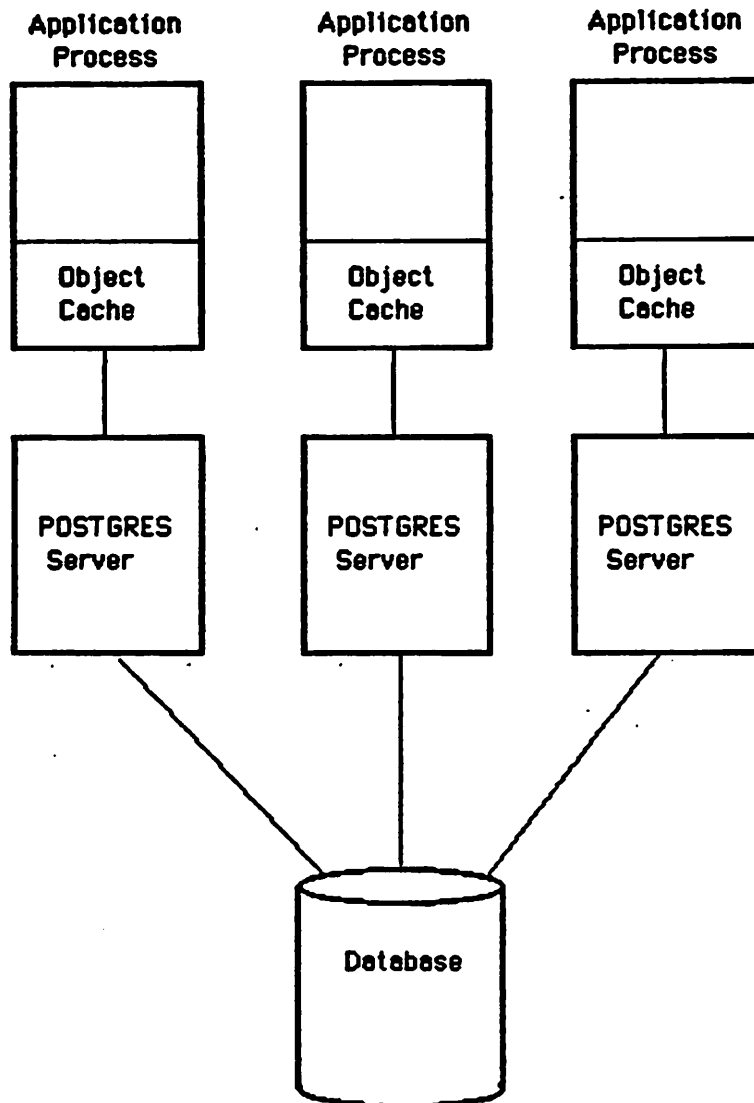 Application
Process
Application
Process
Application
Process
Object
Cache
Object
Cache
Object
Cache
POSTGRES
Server
POSTGRES
Server
POSTGRES
Server
Database